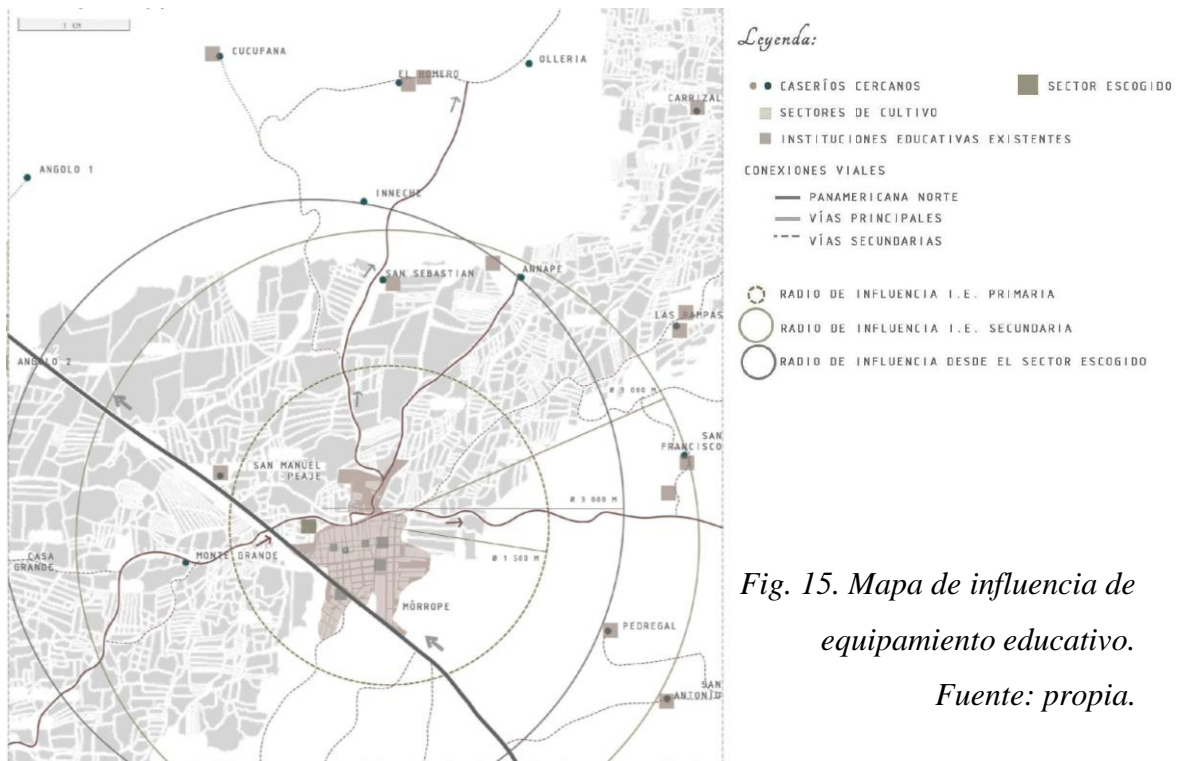 1 KM
CUCUFANA
EL ROMERO
OLLERIA
CARRIZAL
ANGOLO 1
INNECHE
SAN SEBASTIAN
ANNAPE
LAS PAMPAS
ANGOLO 2
Ø 3 000 M
SAN
FRANCISCO
SAN MANUEL
PEAJE
Ø 3 000 M
CASA
GRANDE
MONTE GRANDE
Ø 1 500 M
MÓRROPE
PEDREGAL
SAN
ANTONIO
Leyenda:
CASERÍOS CERCANOS
SECTOR ESCOGIDO
SECTORES DE CULTIVO
INSTITUCIONES EDUCATIVAS EXISTENTES
CONEXIONES VIALES
PANAMERICANA NORTE
VÍAS PRINCIPALES
VÍAS SECUNDARIAS
RADIO DE INFLUENCIA I.E. PRIMARIA
RADIO DE INFLUENCIA I.E. SECUNDARIA
RADIO DE INFLUENCIA DESDE EL SECTOR ESCOGIDO
Fig. 15. Mapa de influencia de
equipamiento educativo.
Fuente: propia.